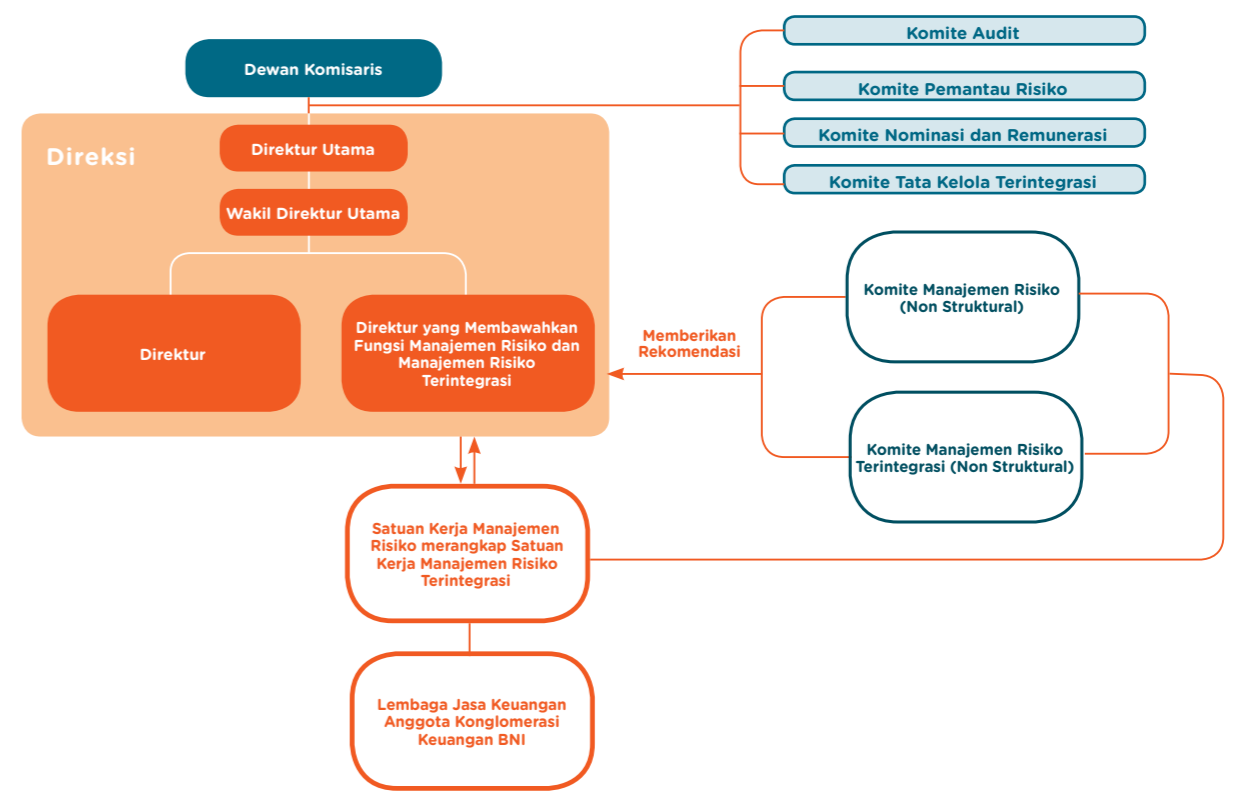 Dewan Komisaris
Komite Audit
Komite Pemantau Risiko
Komite Nominasi dan Remunerasi
Komite Tata Kelola Terintegrasi
Direksi
Direktur Utama
Wakil Direktur Utama
Direktur
Direktur yang Membawahkan
Fungsi Manajemen Risiko dan
Manajemen Risiko
Terintegrasi
Memberikan
Rekomendasi
Komite Manajemen Risiko
(Non Struktural)
Komite Manajemen Risiko
Terintegrasi (Non Struktural)
Satuan Kerja Manajemen
Risiko merangkap Satuan
Kerja Manajemen Risiko
Terintegrasi
Lembaga Jasa Keuangan
Anggota Konglomerasi
Keuangan BNI